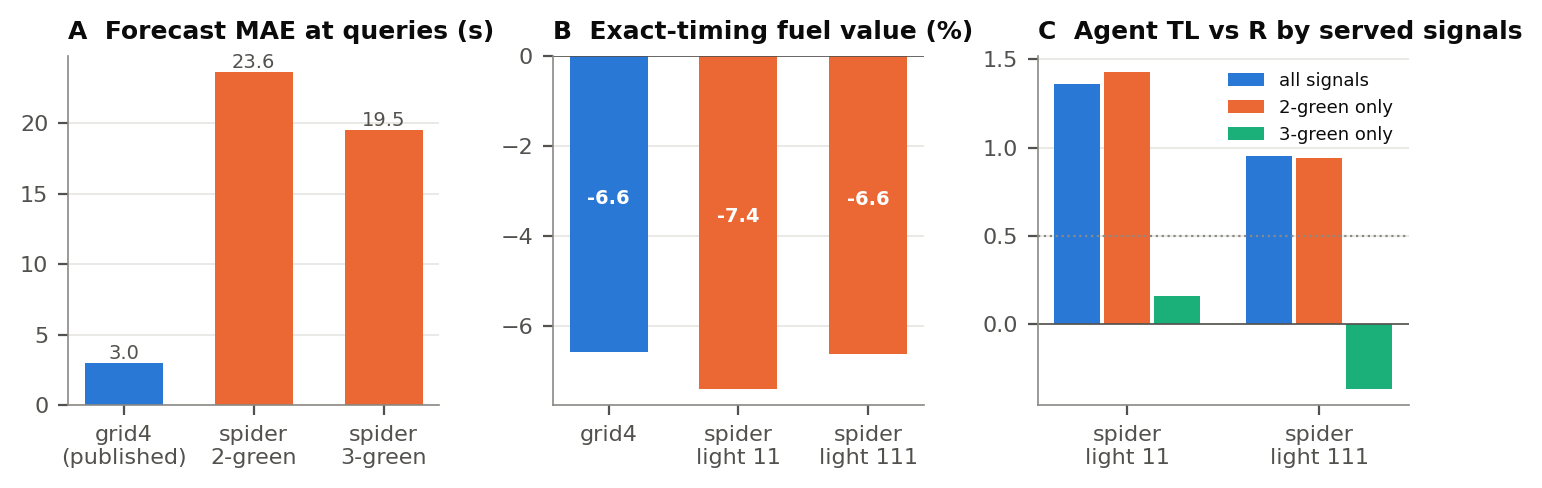 A  Forecast MAE at queries (s)
23.6
19.5
3.0
20
15
10
5
0
grid4
(published)
spider
2-green
spider
3-green
B  Exact-timing fuel value (%)
0
−2
−4
−6
-6.6
-7.4
-6.6
grid4
spider
light 11
spider
light 111
C  Agent TL vs R by served signals
1.5
1.0
0.5
0.0
all signals
2-green only
3-green only
spider
light 11
spider
light 111